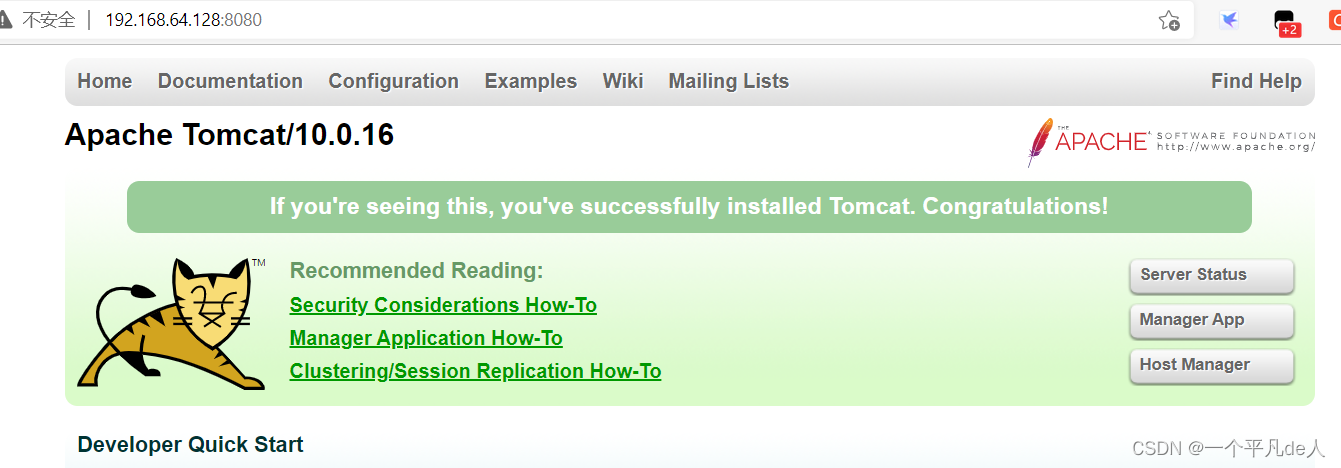 不安全 | 192.168.64.128:8080
+2
Home Documentation Configuration Examples Wiki Mailing Lists Find Help
Apache Tomcat/10.0.16
THE APACHE SOFTWARE FOUNDATION
http://www.apache.org/
If you're seeing this, you've successfully installed Tomcat. Congratulations!
TM
Recommended Reading:
Security Considerations How-To
Manager Application How-To
Clustering/Session Replication How-To
Server Status
Manager App
Host Manager
Developer Quick Start
CSDN @一个平凡de人